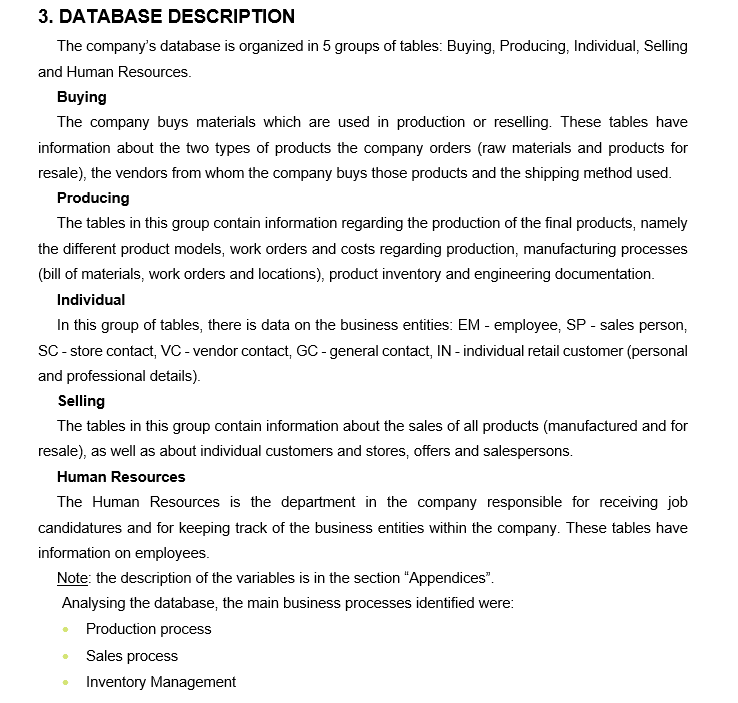 3. DATABASE DESCRIPTION
The company's database is organized in 5 groups of tables: Buying, Producing, Individual, Selling
and Human Resources.
Buying
The company buys materials which are used in production or reselling. These tables have
information about the two types of products the company orders (raw materials and products for
resale), the vendors from whom the company buys those products and the shipping method used.
Producing
The tables in this group contain information regarding the production of the final products, namely
the different product models, work orders and costs regarding production, manufacturing processes
(bill of materials, work orders and locations), product inventory and engineering documentation.
Individual
In this group of tables, there is data on the business entities: EM - employee, SP - sales person,
SC - store contact, VC - vendor contact, GC - general contact, IN - individual retail customer (personal
and professional details).
Selling
The tables in this group contain information about the sales of all products (manufactured and for
resale), as well as about individual customers and stores, offers and salespersons.
Human Resources
The Human Resources is the department in the company responsible for receiving job
candidatures and for keeping track of the business entities within the company. These tables have
information on employees.
Note: the description of the variables is in the section “Appendices”.
Analysing the database, the main business processes identified were:
• Production process
• Sales process
• Inventory Management